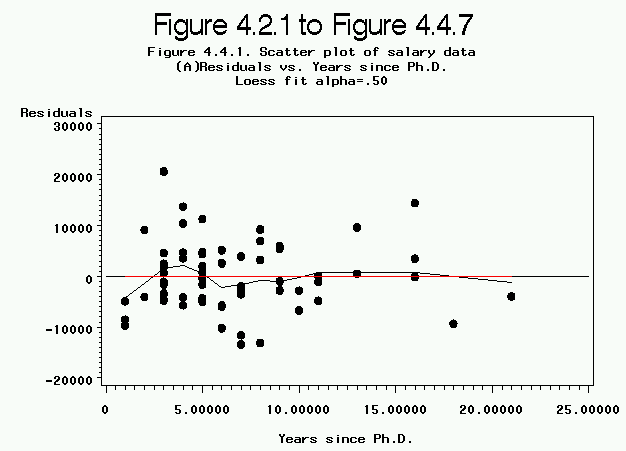 Figure 4.2.1 to Figure 4.4.7
Figure 4.4.1. Scatter plot of salary data
(A)Residuals vs. Years since Ph.D.
Loess fit alpha=.50
Residuals
30000
20000
10000
0
-10000
-20000
0 5.00000 10.00000 15.00000 20.00000 25.00000
Years since Ph.D.